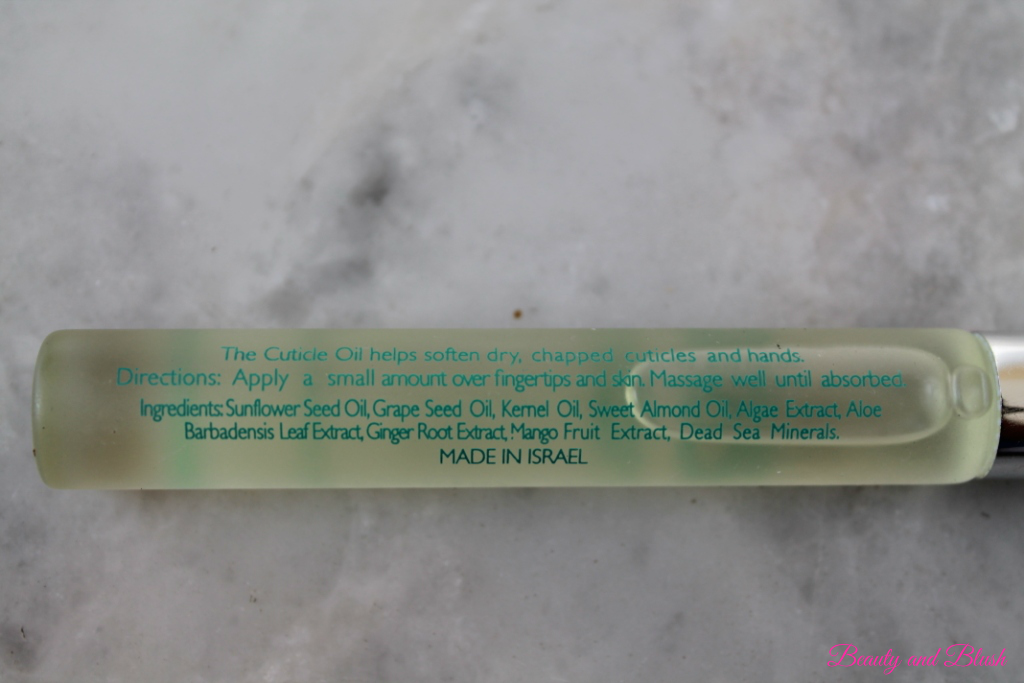 The Cuticle Oil helps soften dry, chapped cuticles and hands.
Directions: Apply a small amount over fingertips and skin. Massage well until absorbed.
Ingredients: Sunflower Seed Oil, Grape Seed Oil, Kernel Oil, Sweet Almond Oil, Algae Extract, Aloe
Barbadensis Leaf Extract, Ginger Root Extract, Mango Fruit Extract, Dead Sea Minerals.
MADE IN ISRAEL
Beauty and Blush